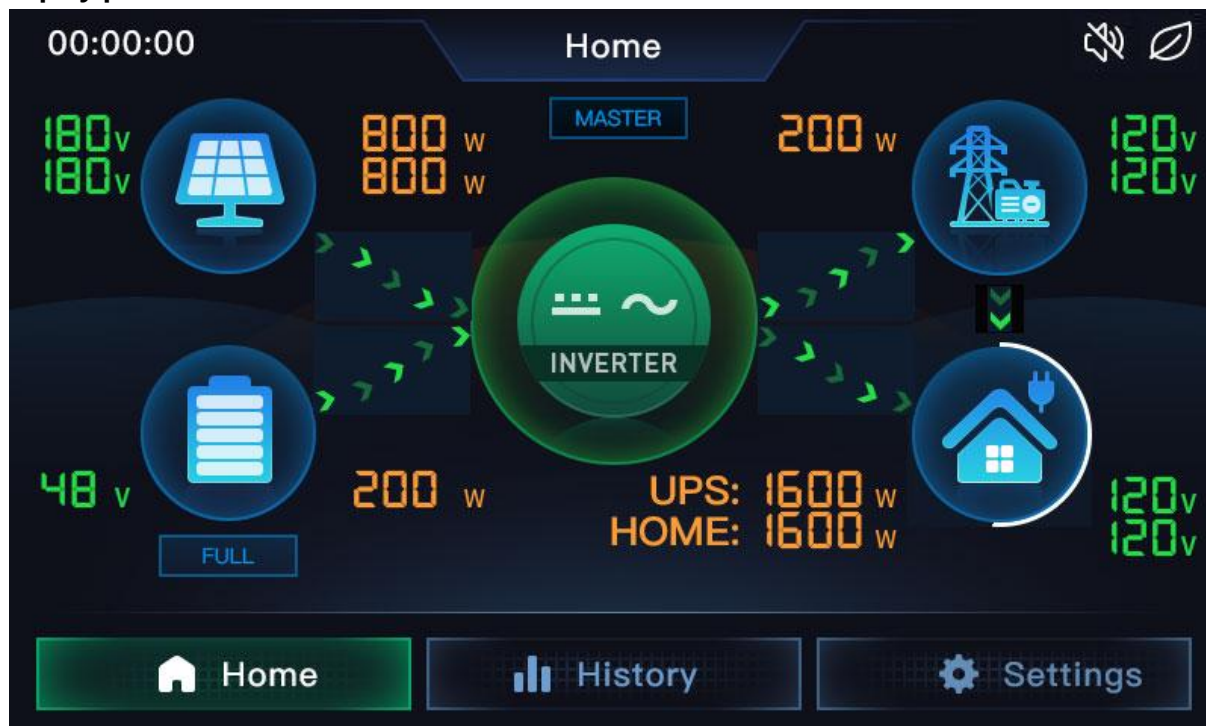 00:00:00
Home
MASTER
180V
180V
800 W
800 W
200 W
120V
120V
INVERTER
48 V
200 W
FULL
UPS: 1600 W
HOME: 1600 W
120V
120V
Home
History
Settings